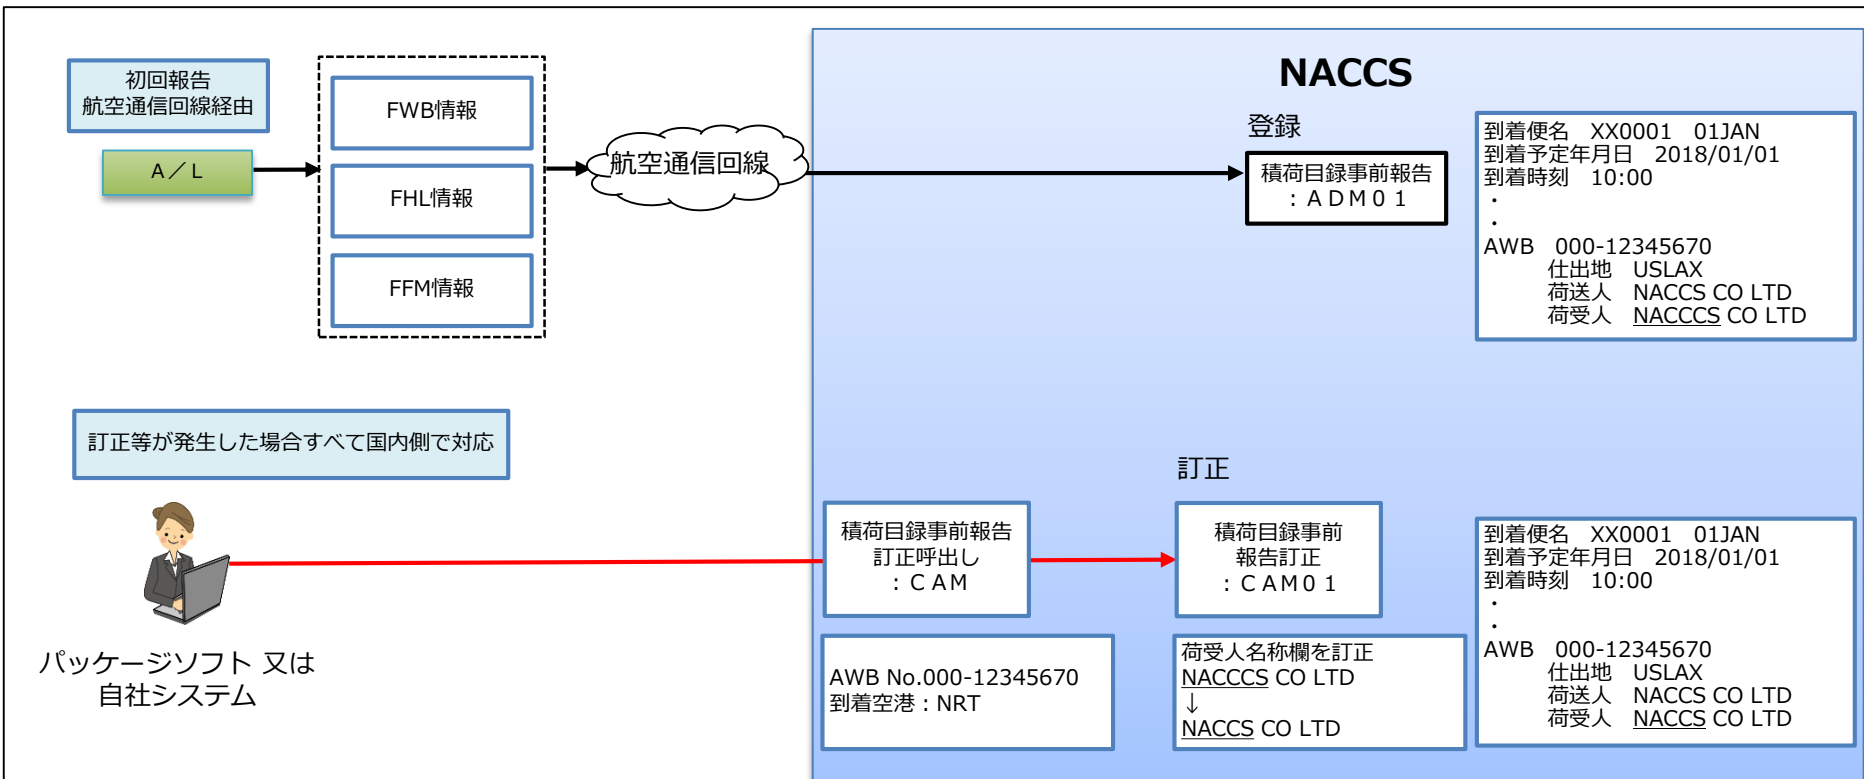 初回報告
航空通信回線経由
A/L
FWB情報
FHL情報
FFM情報
航空通信回線
NACCS
登録
積荷目録事前報告
:ADM01
到着便名 XX0001 01JAN
到着予定年月日 2018/01/01
到着時刻 10:00
・
・
AWB 000-12345670
仕出地 USLAX
荷送人 NACCS CO LTD
荷受人 NACCCS CO LTD
訂正等が発生した場合すべて国内側で対応
パッケージソフト 又は
自社システム
積荷目録事前報告
訂正呼出し
:CAM
AWB No.000-12345670
到着空港:NRT
訂正
積荷目録事前
報告訂正
:CAM01
荷受人名称欄を訂正
NACCCS CO LTD
↓
NACCS CO LTD
到着便名 XX0001 01JAN
到着予定年月日 2018/01/01
到着時刻 10:00
・
・
AWB 000-12345670
仕出地 USLAX
荷送人 NACCS CO LTD
荷受人 NACCS CO LTD